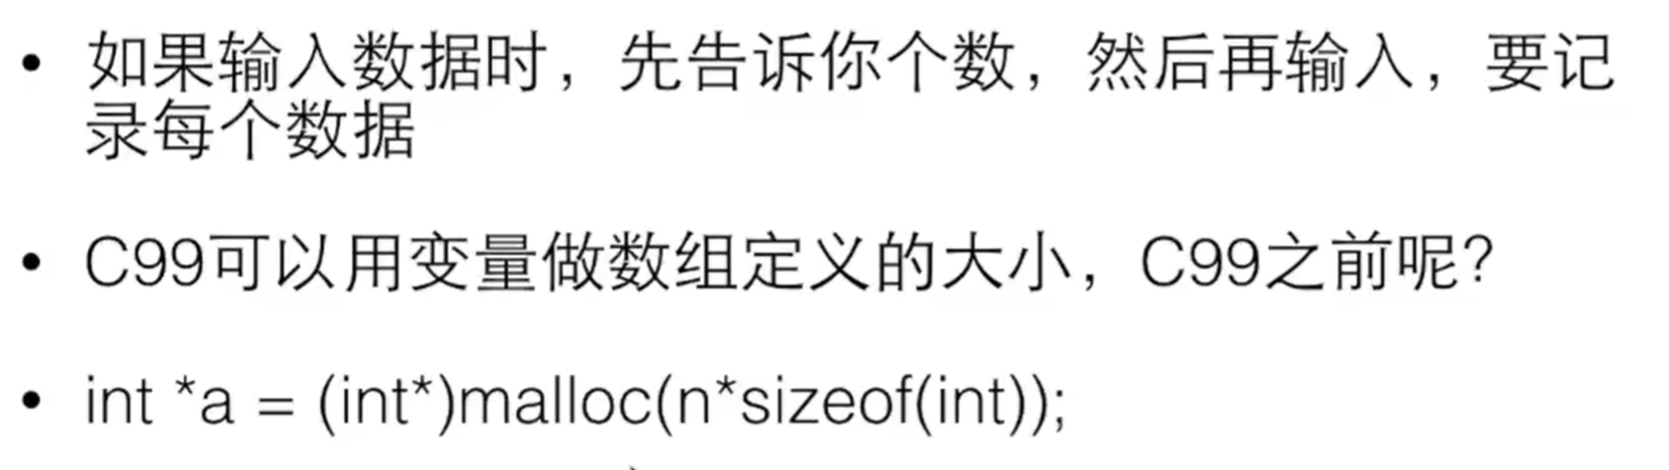 • 如果输入数据时，先告诉你个数，然后再输入，要记
录每个数据
• C99可以用变量做数组定义的大小，C99之前呢？
• int *a = (int*)malloc(n*sizeof(int));